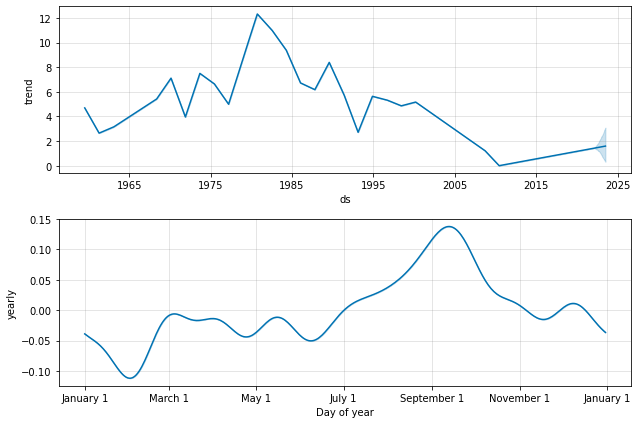 12
10
8
6
4
2
0
trend
1965
1975
1985
1995
2005
2015
2025
ds
0.15
0.10
0.05
0.00
−0.05
−0.10
yearly
January 1
March 1
May 1
July 1
September 1
November 1
January 1
Day of year